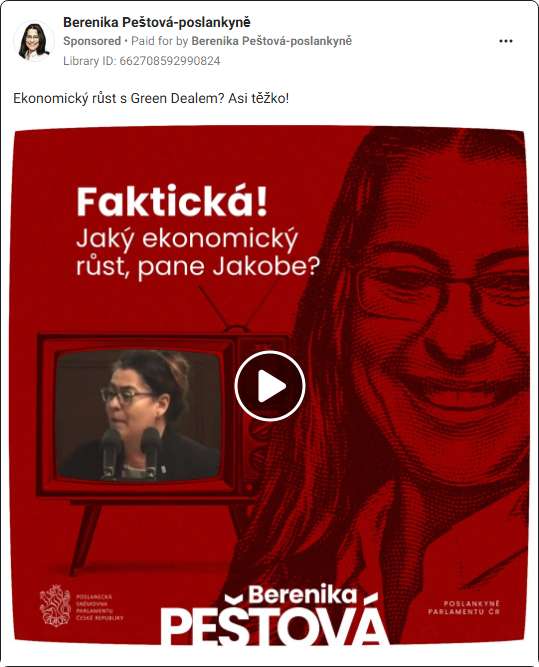 Berenika Peštová-poslankyně
Sponsored • Paid for by Berenika Peštová-poslankyně
Library ID: 662708592990824
Ekonomický růst s Green Dealem? Asi těžko!
Faktická!
Jaký ekonomický
růst, pane Jakobe?
POSLANECKÁ
SNĚMOVNA
PARLAMENTU
ČESKÉ REPUBLIKY
Berenika
PEŠTOVÁ
POSLANKYNĚ
PARLAMENTU ČR